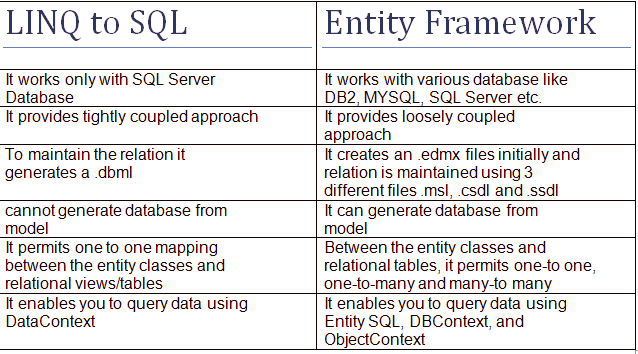 LINQ to SQL
Entity Framework
It works only with SQL Server
Database
It works with various database like
DB2, MYSQL, SQL Server etc.
It provides tightly coupled approach
It provides loosely coupled
approach
To maintain the relation it
generates a .dbml
It creates an .edmx files initially and
relation is maintained using 3
different files .msl, .csdl and .ssdl
cannot generate database from
model
It can generate database from
model
It permits one to one mapping
between the entity classes and
relational views/tables
Between the entity classes and
relational tables, it permits one-to one,
one-to-many and many-to many
It enables you to query data using
DataContext
It enables you to query data using
Entity SQL, DBContext, and
ObjectContext